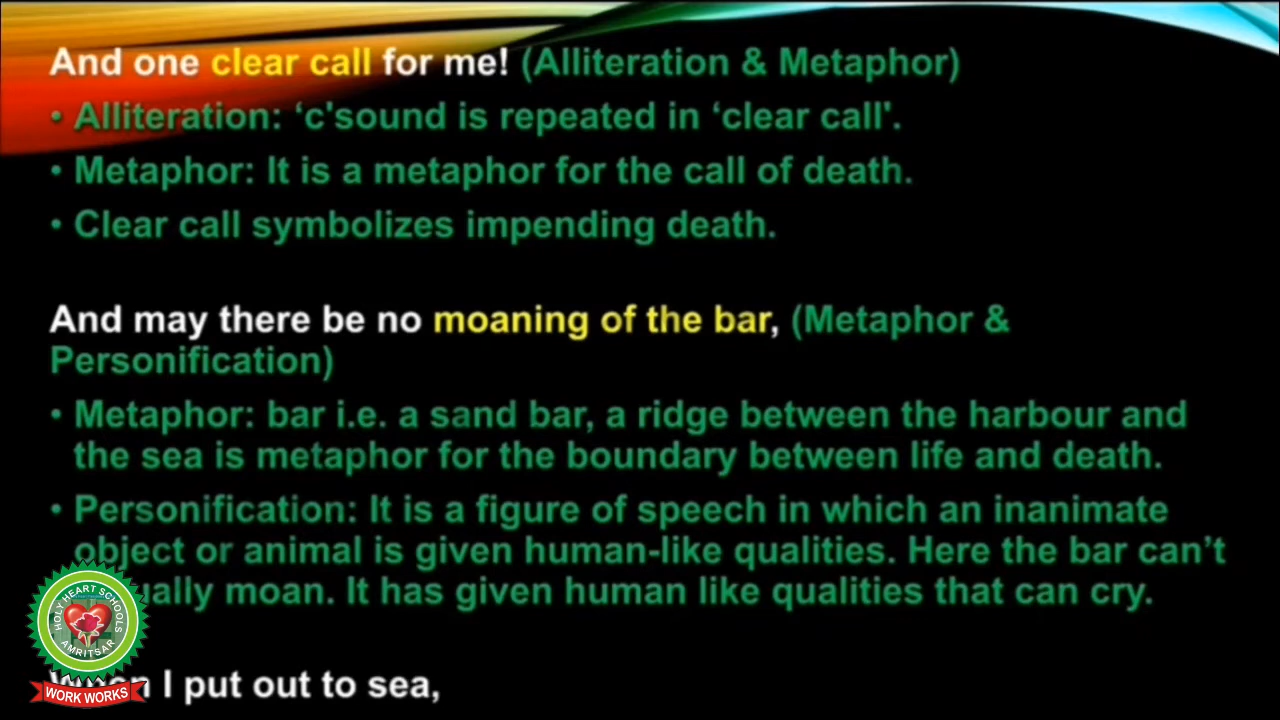 And one clear call for me! (Alliteration & Metaphor)
• Alliteration: ‘c'sound is repeated in ‘clear call'.
• Metaphor: It is a metaphor for the call of death.
• Clear call symbolizes impending death.
And may there be no moaning of the bar, (Metaphor &
Personification)
• Metaphor: bar i.e. a sand bar, a ridge between the harbour and
the sea is metaphor for the boundary between life and death.
• Personification: It is a figure of speech in which an inanimate
object or animal is given human-like qualities. Here the bar can’t
ually moan. It has given human like qualities that can cry.
When I put out to sea,
HOLY HEART SCHOOLS
AMRITSAR
WORK WORKS